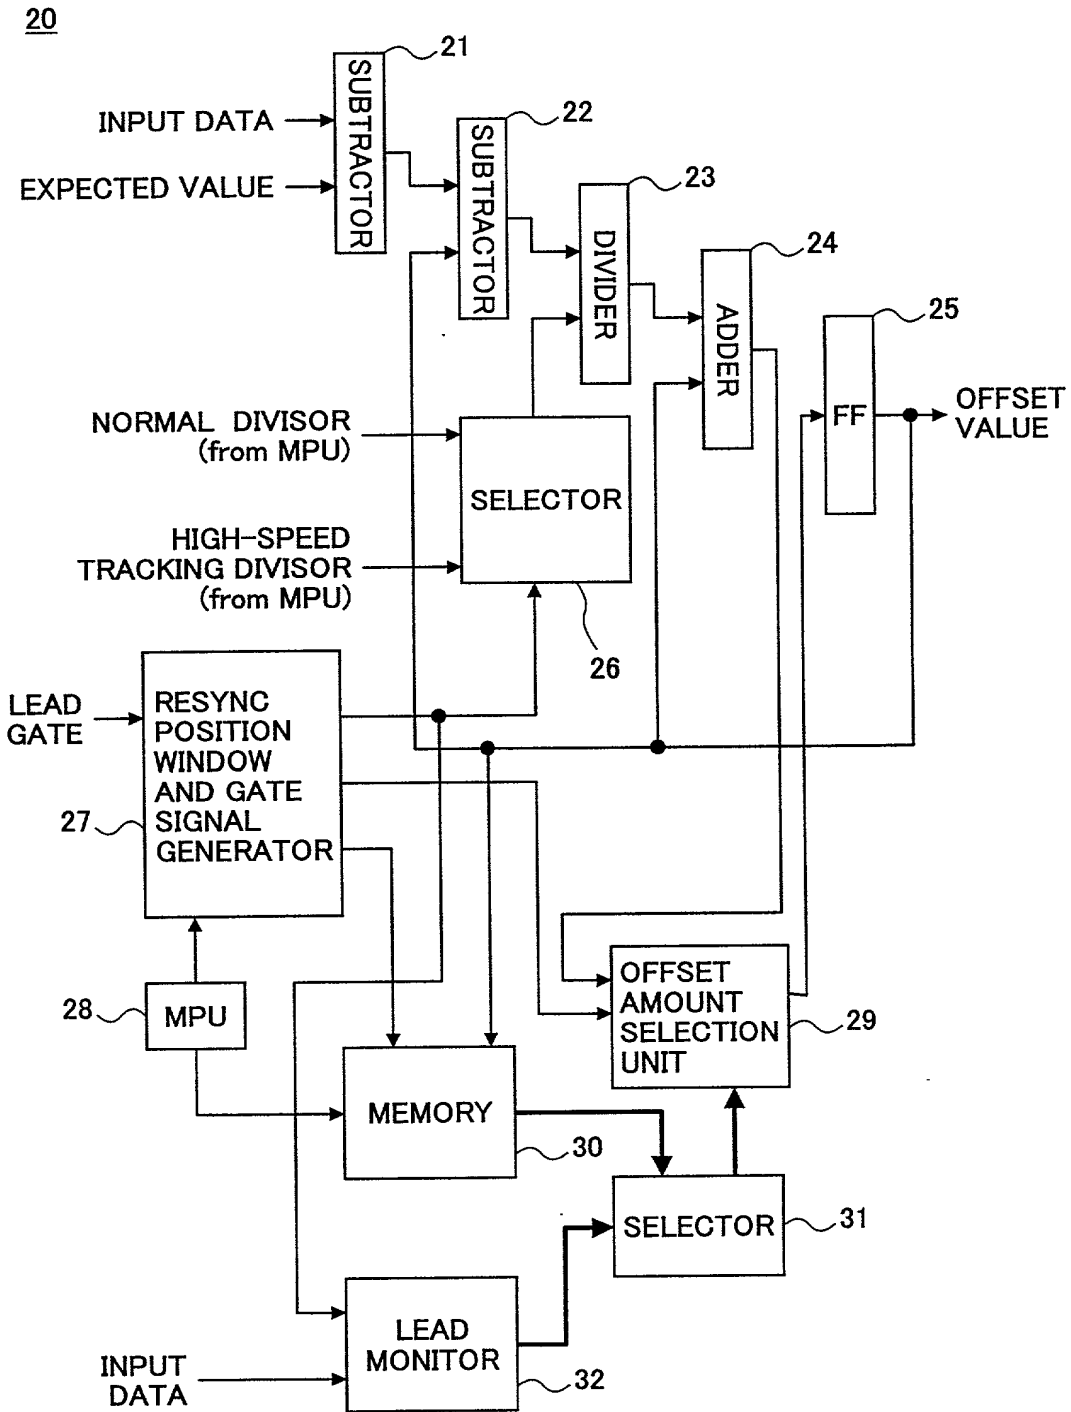 20
21
SUBTRACTOR
INPUT DATA
EXPECTED VALUE
22
SUBTRACTOR
23
DIVIDER
24
ADDER
25
FF
OFFSET
VALUE
NORMAL DIVISOR
(from MPU)
SELECTOR
HIGH-SPEED
TRACKING DIVISOR
(from MPU)
26
LEAD
GATE
RESYNC
POSITION
WINDOW
AND GATE
SIGNAL
GENERATOR
27
28
MPU
OFFSET
AMOUNT
SELECTION
UNIT
29
MEMORY
30
SELECTOR
31
LEAD
MONITOR
32
INPUT
DATA